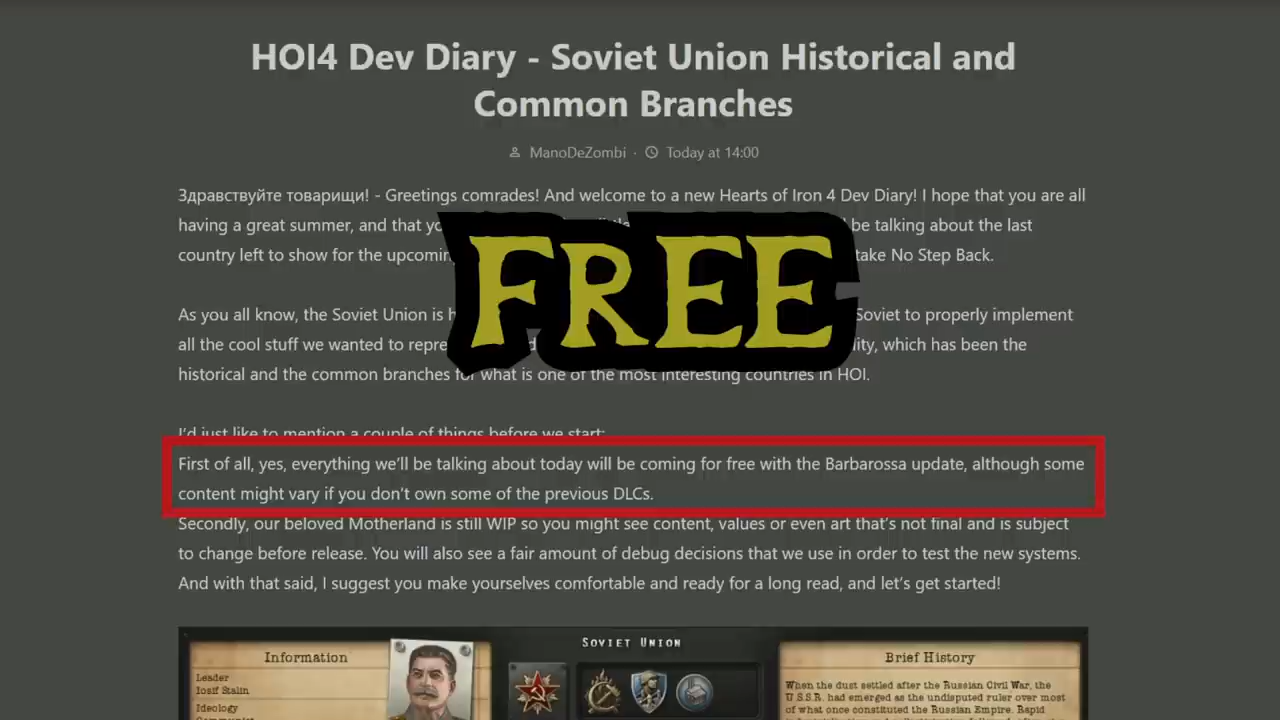 HOI4 Dev Diary - Soviet Union Historical and
Common Branches
ManoDeZombi · Today at 14:00
Здравствуйте товарищи! - Greetings comrades! And welcome to a new Hearts of Iron 4 Dev Diary! I hope that you are all
having a great summer, and that be talking about the last
country left to show for the take No Step Back.
FREE
As you all know, the Soviet Union is Soviet to properly implement
all the cool stuff we wanted to which has been the
historical and the common branches for what is one of the most interesting countries in HOI.
I'd just like to mention a couple of things before we start:
First of all, yes, everything we'll be talking about today will be coming for free with the Barbarossa update, although some
content might vary if you don't own some of the previous DLCs.
Secondly, our beloved Motherland is still WIP so you might see content, values or even art that's not final and is subject
to change before release. You will also see a fair amount of debug decisions that we use in order to test the new systems.
And with that said, I suggest you make yourselves comfortable and ready for a long read, and let's get started!
SOVIET UNION
Information
Leader
Iosif Stalin
Ideology
Brief History
When the dust settled after the Russian Civil War, the
U.S.S.R. had emerged as the undisputed ruler over most
of what once constituted the Russian Empire. Rapid